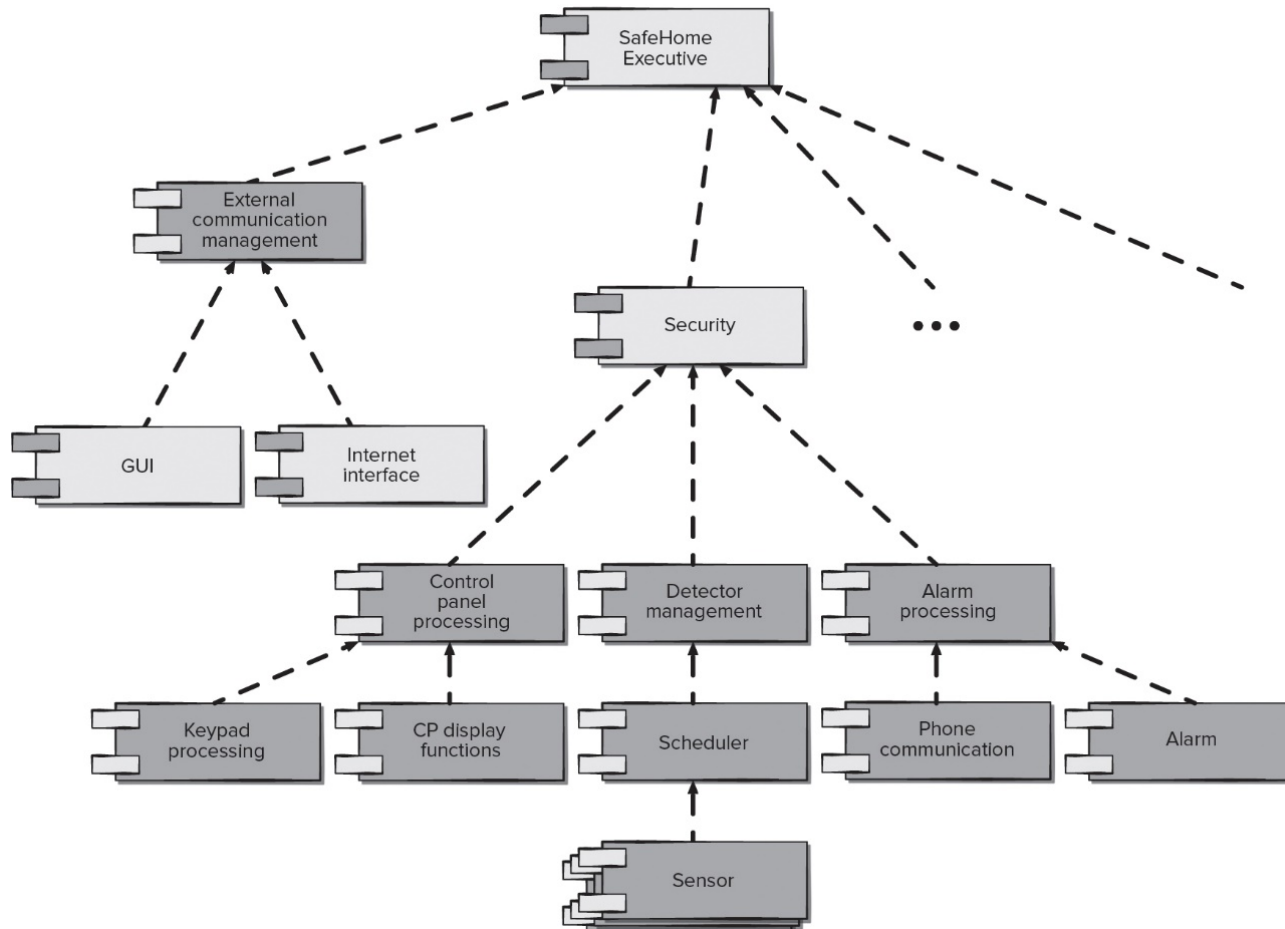 SafeHome
Executive
External
communication
management
Security
...
GUI
Internet
interface
Control
panel
processing
Detector
management
Alarm
processing
Keypad
processing
CP display
functions
Scheduler
Phone
communication
Alarm
Sensor